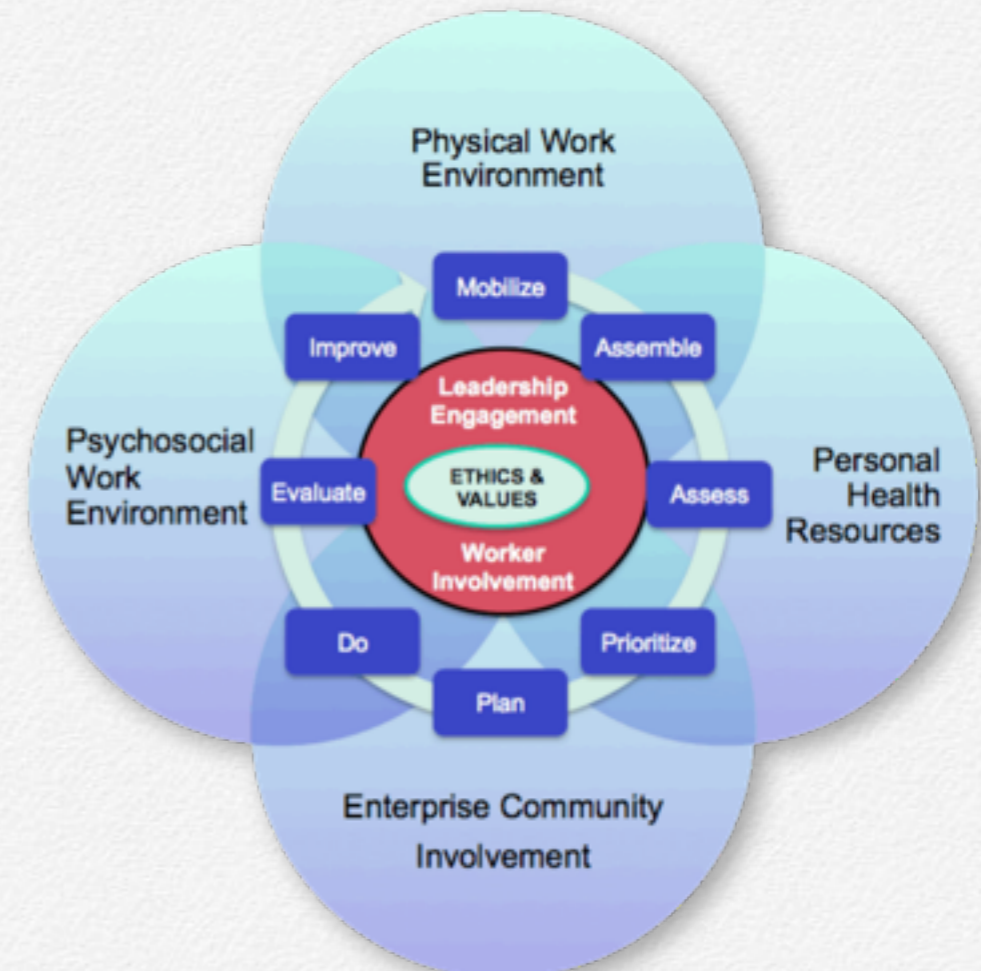 Physical Work
Environment
Mobilize
Improve
Assemble
Leadership
Engagement
Psychosocial
Work
Environment
Evaluate
ETHICS &
VALUES
Assess
Personal
Health
Resources
Worker
Involvement
Do
Prioritize
Plan
Enterprise Community
Involvement